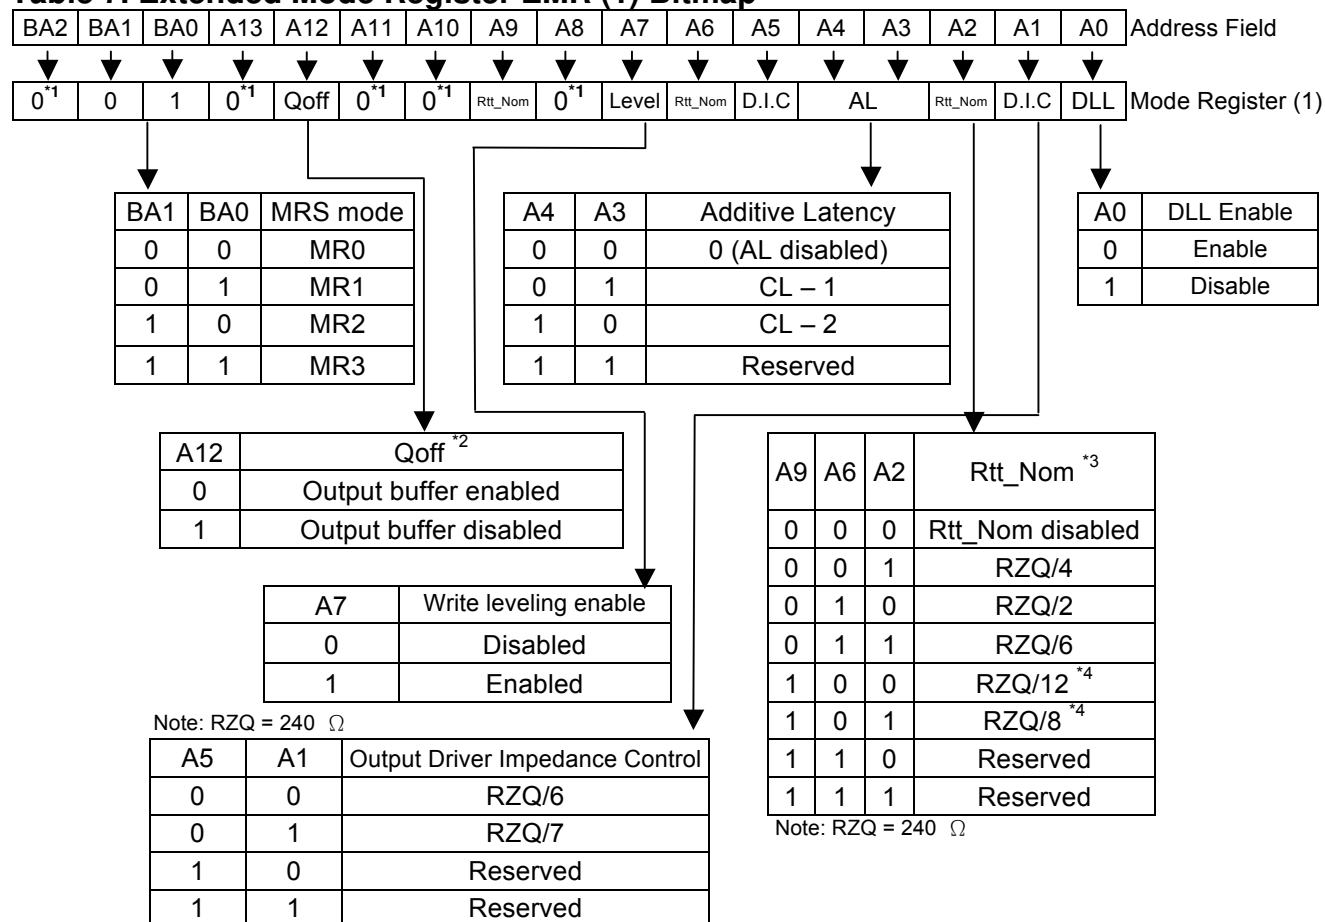 Table 7. Extended Mode Register EMR (1) Bitmap
BA2 BA1 BA0 A13 A12 A11 A10 A9 A8 A7 A6 A5 A4 A3 A2 A1 A0 Address Field
0*1 0 1 0*1 Qoff 0*1 0*1 Rtt_Nom 0*1 Level Rtt_Nom D.I.C AL Rtt_Nom D.I.C DLL Mode Register (1)
BA1 BA0 MRS mode
0 0 MR0
0 1 MR1
1 0 MR2
1 1 MR3
A4 A3 Additive Latency
0 0 0 (AL disabled)
0 1 CL – 1
1 0 CL – 2
1 1 Reserved
A0 DLL Enable
0 Enable
1 Disable
A12 Qoff *2
0 Output buffer enabled
1 Output buffer disabled
A7 Write leveling enable
0 Disabled
1 Enabled
A9 A6 A2 Rtt_Nom *3
0 0 0 Rtt_Nom disabled
0 0 1 RZQ/4
0 1 0 RZQ/2
0 1 1 RZQ/6
1 0 0 RZQ/12 *4
1 0 1 RZQ/8 *4
1 1 0 Reserved
1 1 1 Reserved
Note: RZQ = 240 Ω
Note: RZQ = 240 Ω
A5 A1 Output Driver Impedance Control
0 0 RZQ/6
0 1 RZQ/7
1 0 Reserved
1 1 Reserved